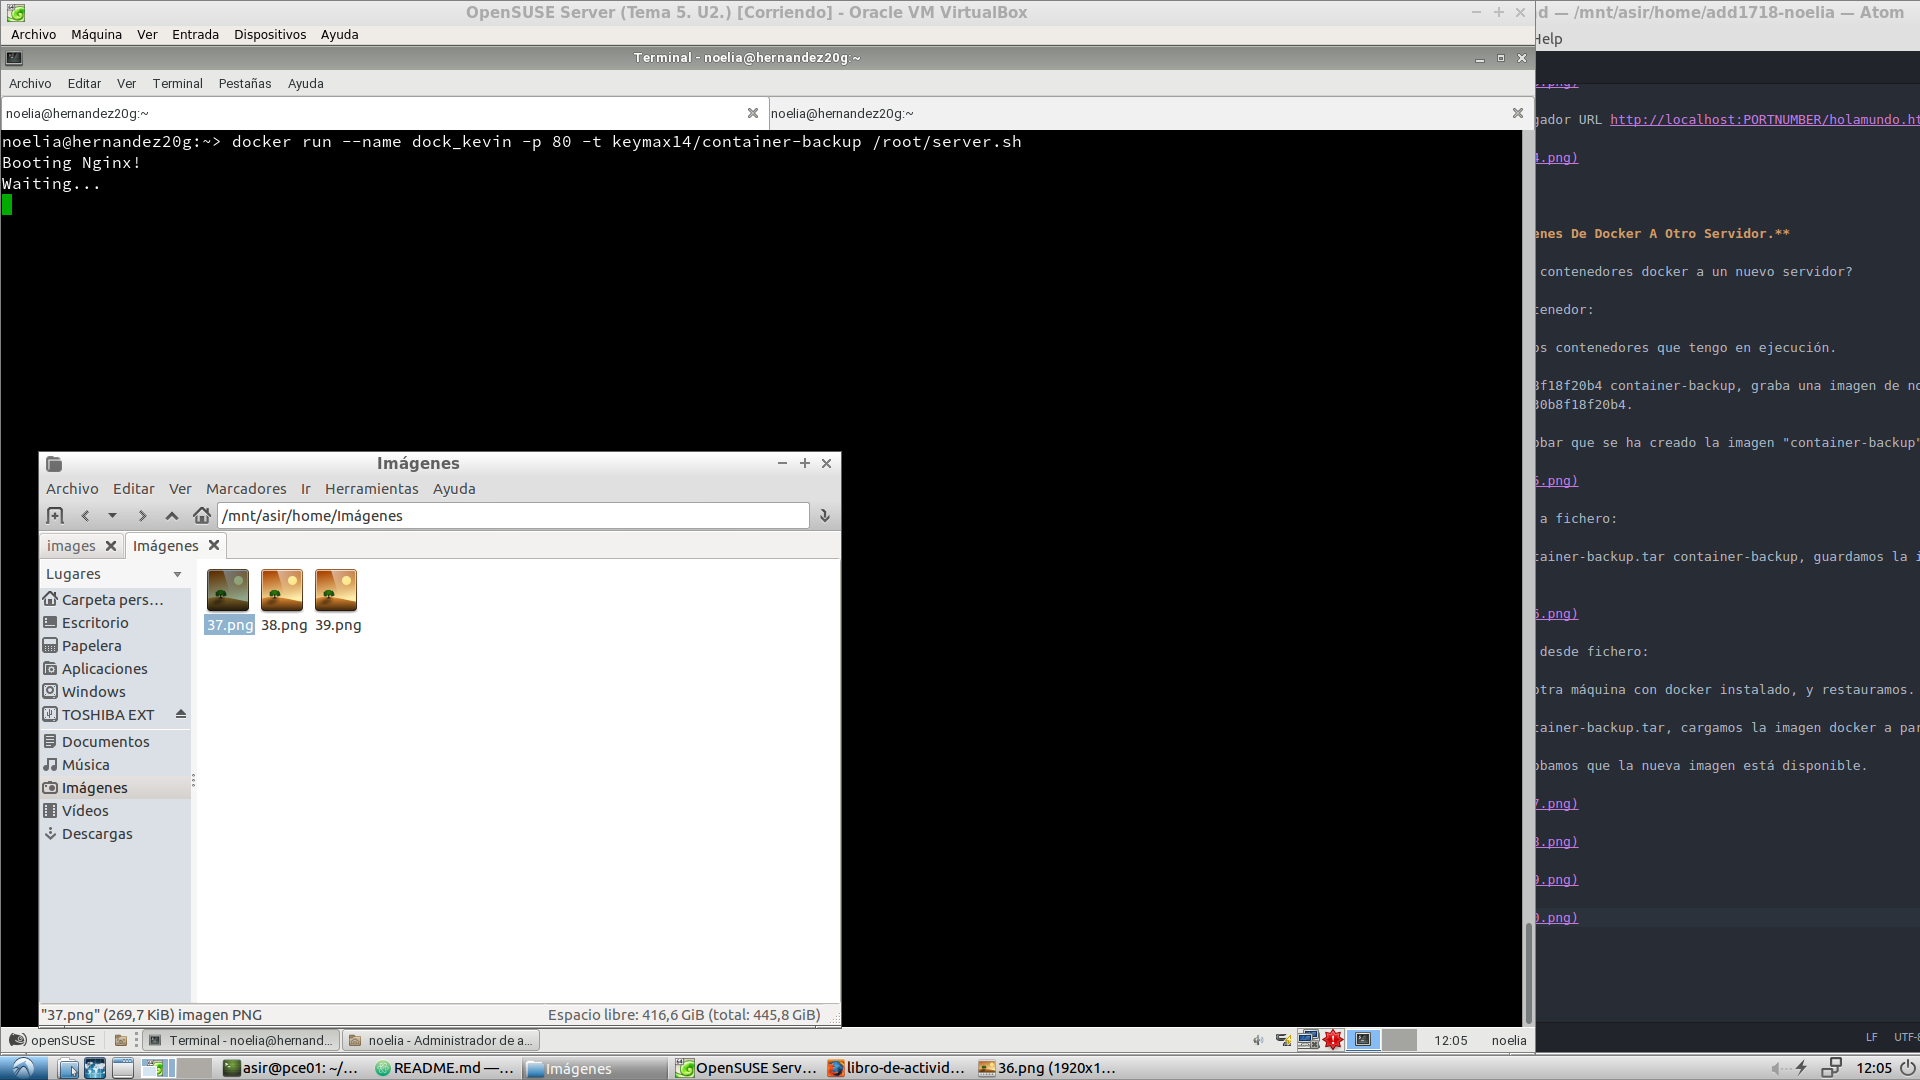 OpenSUSE Server (Tema 5. U2.) [Corriendo] - Oracle VM VirtualBox
Archivo Máquina Ver Entrada Dispositivos Ayuda
Terminal - noelia@hernandez20g:~
Archivo Editar Ver Terminal Pestañas Ayuda
noelia@hernandez20g:~
noelia@hernandez20g:~
noelia@hernandez20g:~> docker run --name dock_kevin -p 80 -t keymax14/container-backup /root/server.sh
Booting Nginx!
Waiting...
Imágenes
Archivo Editar Ver Marcadores Ir Herramientas Ayuda
/mnt/asir/home/Imágenes
images
Imágenes
Lugares
Carpeta pers...
Escritorio
Papelera
Aplicaciones
Windows
TOSHIBA EXT
Documentos
Música
Imágenes
Vídeos
Descargas
37.png 38.png 39.png
"37.png" (269,7 KiB) imagen PNG
Espacio libre: 416,6 GiB (total: 445,8 GiB)
openSUSE
Terminal - noelia@hernand...
noelia - Administrador de a...
12:05
noelia
d — /mnt/asir/home/add1718-noelia — Atom
Help
.png)
gador URL http://localhost:PORTNUMBER/holamundo.ht
4.png)
enes De Docker A Otro Servidor.**
contenedores docker a un nuevo servidor?
tenedor:
os contenedores que tengo en ejecución.
8f18f20b4 container-backup, graba una imagen de no
30b8f18f20b4.
obar que se ha creado la imagen "container-backup"
5.png)
a fichero:
tainer-backup.tar container-backup, guardamos la i
6.png)
desde fichero:
otra máquina con docker instalado, y restauramos.
tainer-backup.tar, cargamos la imagen docker a par
obamos que la nueva imagen está disponible.
7.png)
8.png)
9.png)
0.png)
LF UTF-8
asir@pce01: ~/...
README.md —...
Imágenes
OpenSUSE Serv...
libro-de-activid...
36.png (1920x1...
12:05